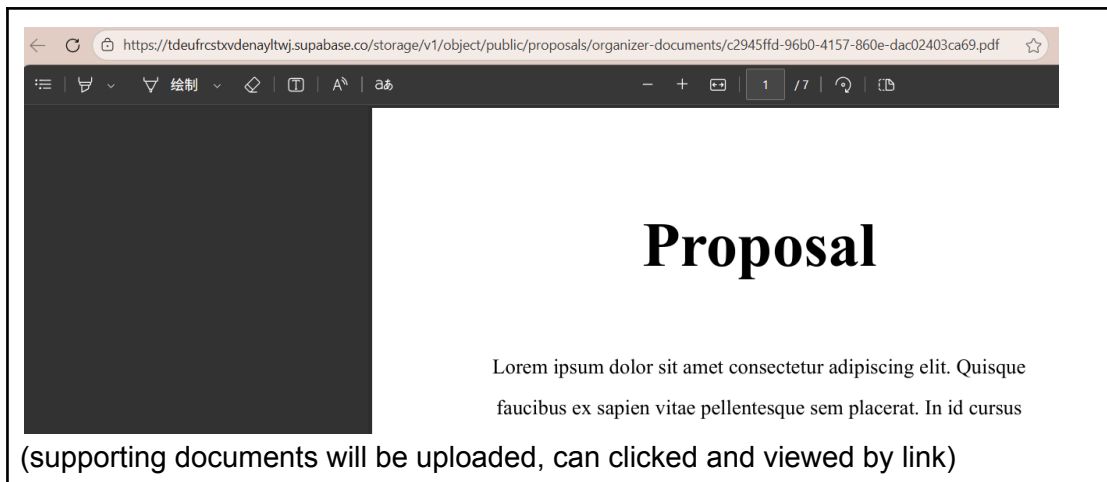 https://tdeufrcstxvdenayltwj.supabase.co/storage/v1/object/public/proposals/organizer-documents/c2945ffd-96b0-4157-860e-dac02403ca69.pdf
绘制 T A aあ 1 /7
Proposal
Lorem ipsum dolor sit amet consectetur adipiscing elit. Quisque
faucibus ex sapien vitae pellentesque sem placerat. In id cursus
(supporting documents will be uploaded, can clicked and viewed by link)